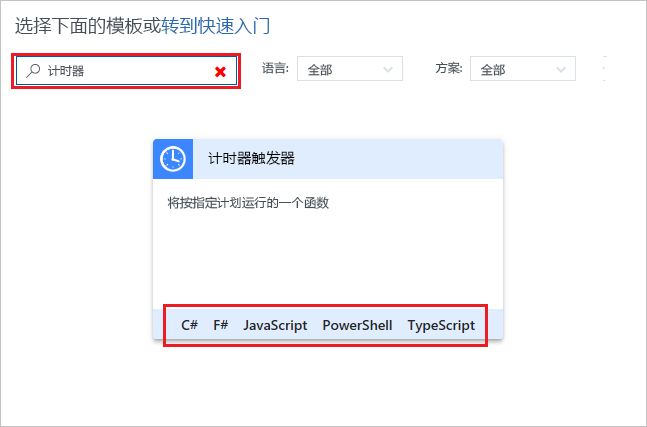 选择下面的模板或转到快速入门
计时器 语言: 全部 方案: 全部
计时器触发器
将按指定计划运行的一个函数
C# F# JavaScript PowerShell TypeScript